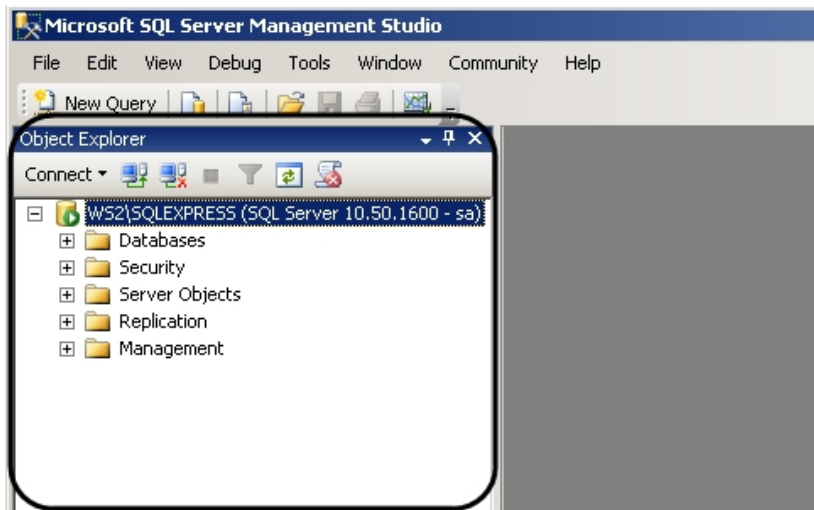 Microsoft SQL Server Management Studio
File Edit View Debug Tools Window Community Help
New Query
Object Explorer
Connect
WS2\SQLEXPRESS (SQL Server 10.50.1600 - sa)
Databases
Security
Server Objects
Replication
Management